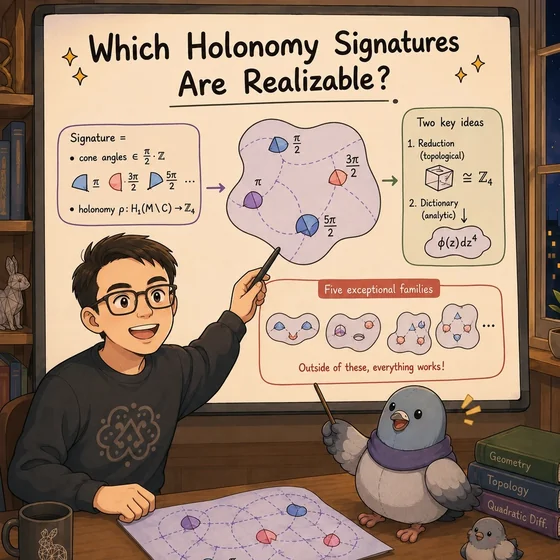 Which Holonomy Signatures
Are Realizable?
Signature =
• cone angles ∈ π/2 · ℤ
π 3π/2 5π/2 ...
• holonomy ρ: H₁(M \ C) → ℤ₄
π/2
3π/2
π
5π/2
Two key ideas
1. Reduction
(topological)
≅ ℤ₄
2. Dictionary
(analytic) ↓
ϕ(z) dz⁴
Five exceptional families
...
Outside of these, everything works!
Geometry
Topology
Quadratic Diff.